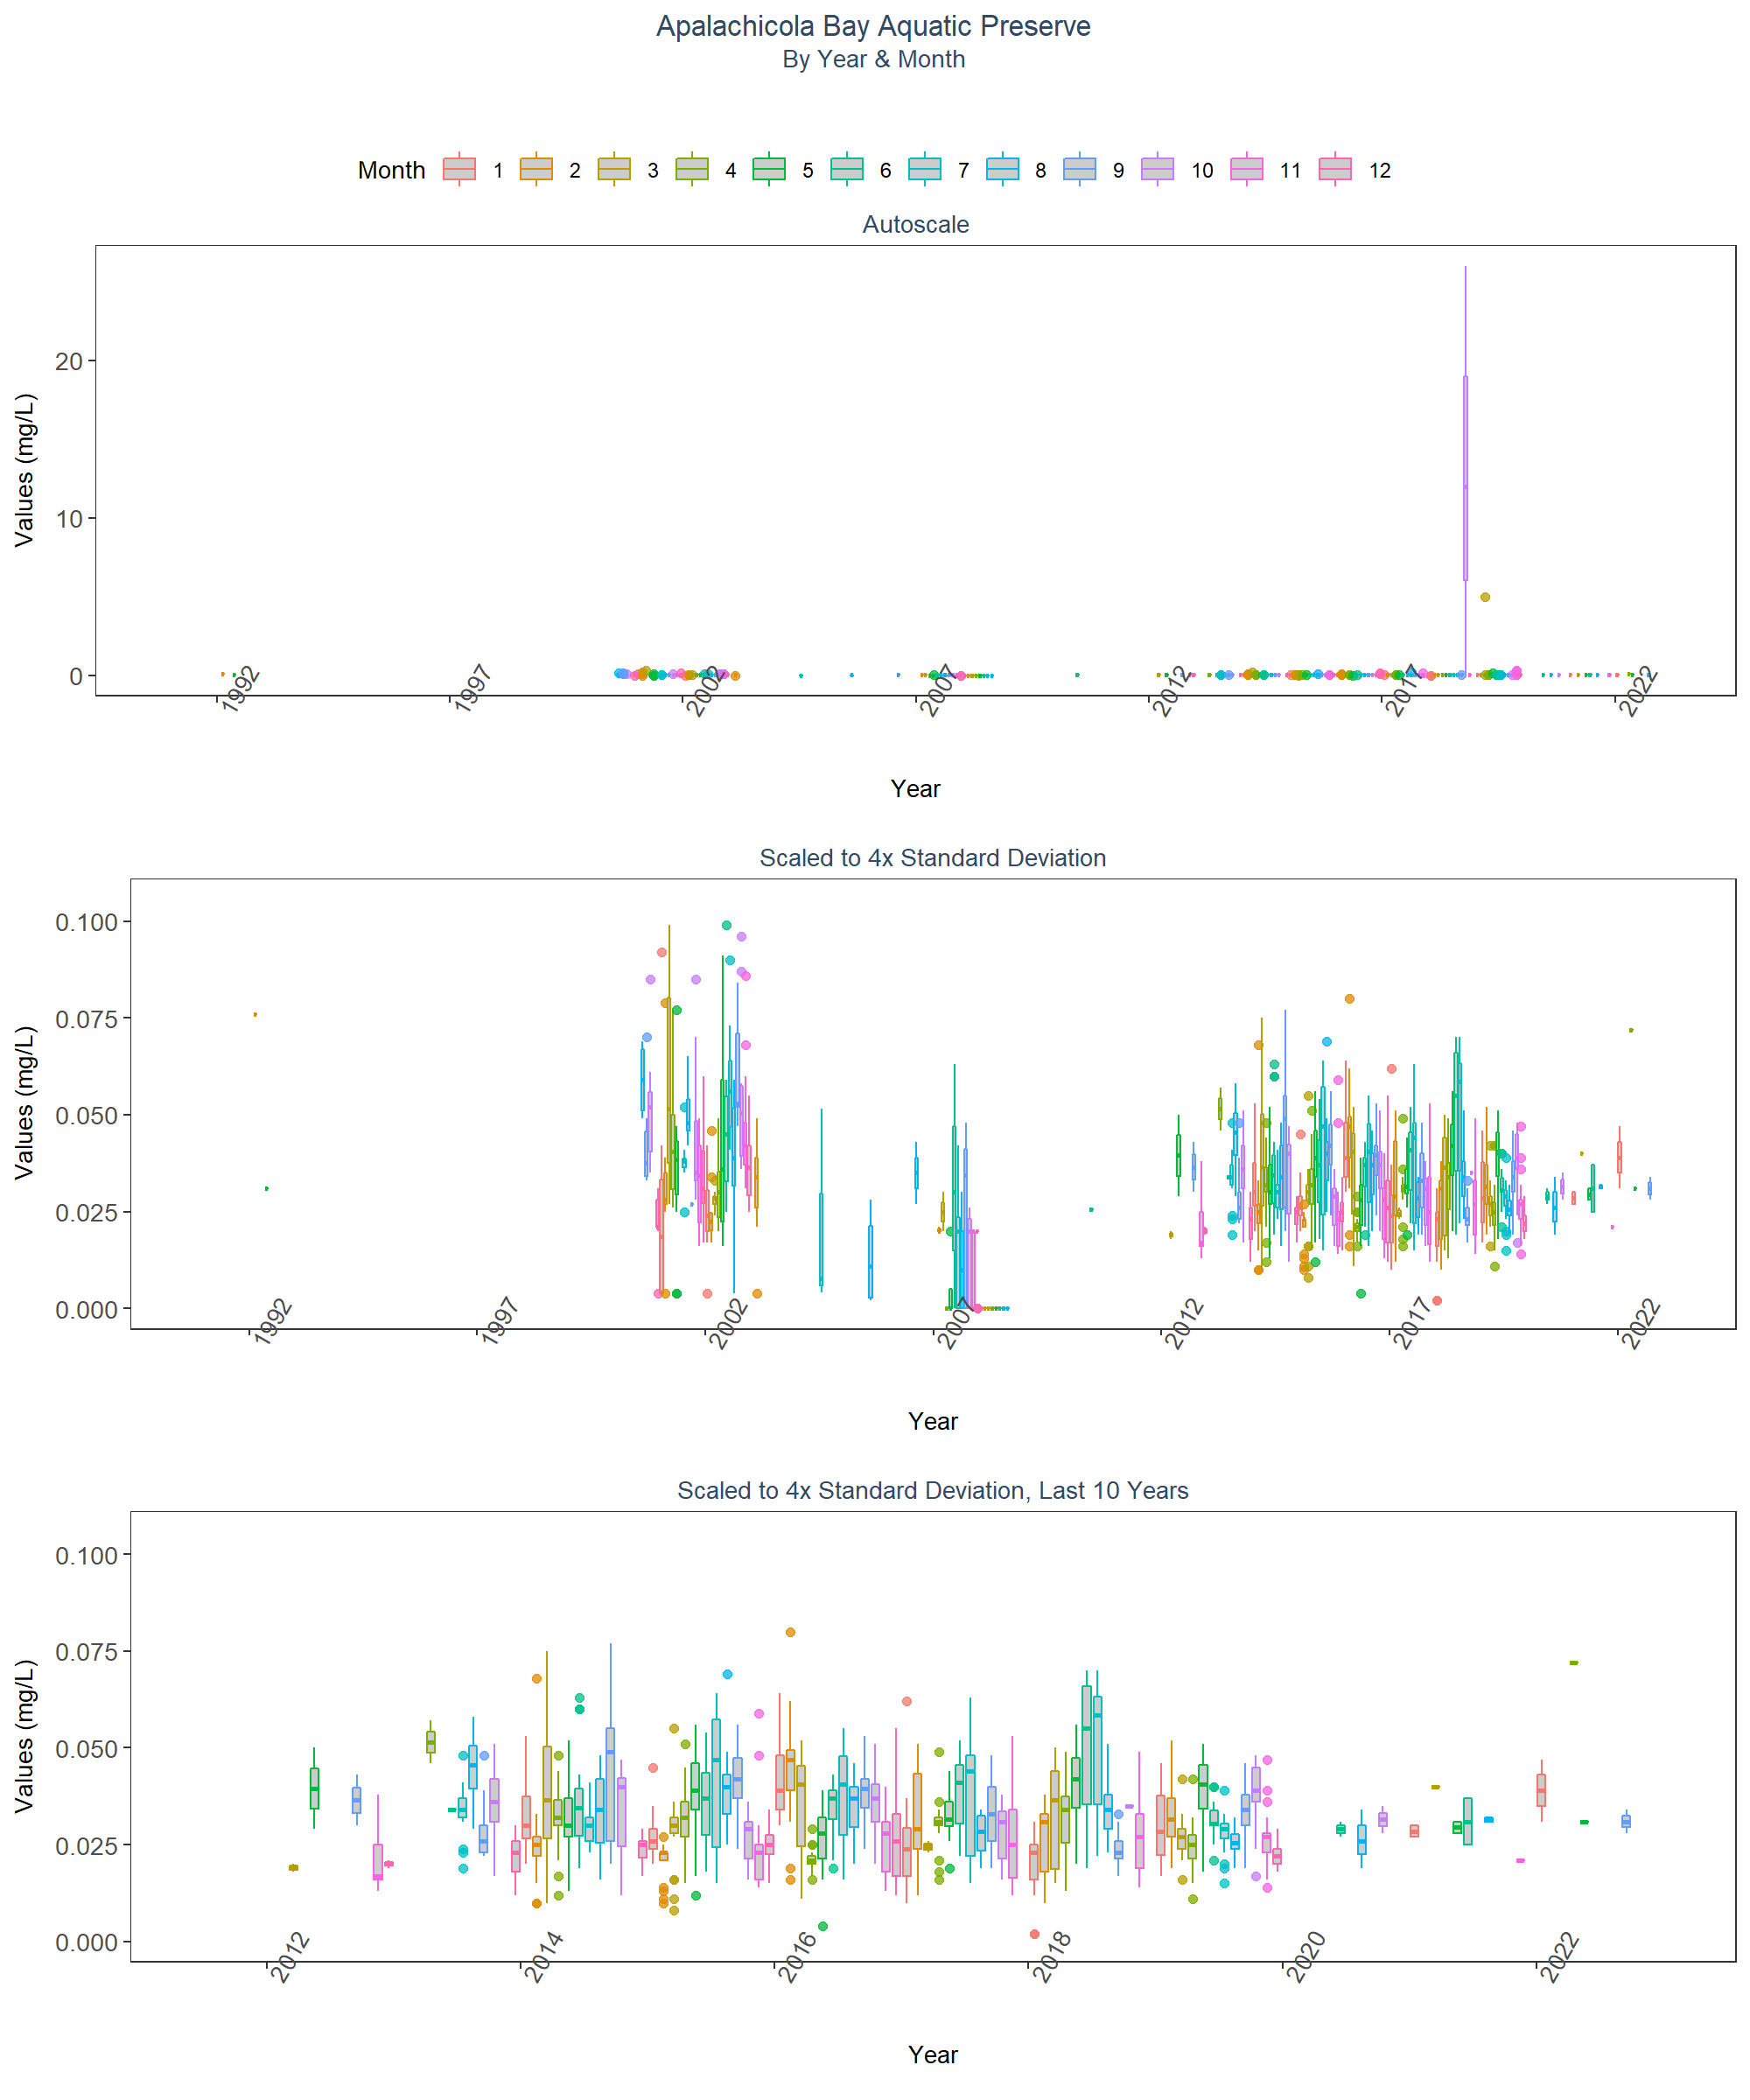 Apalachicola Bay Aquatic Preserve
By Year & Month
Month 1 2 3 4 5 6 7 8 9 10 11 12
Autoscale
Values (mg/L)
20
10
0
1992 1997 2002 2007 2012 2017 2022
Year
Scaled to 4x Standard Deviation
Values (mg/L)
0.100
0.075
0.050
0.025
0.000
1992 1997 2002 2007 2012 2017 2022
Year
Scaled to 4x Standard Deviation, Last 10 Years
Values (mg/L)
0.100
0.075
0.050
0.025
0.000
2012 2014 2016 2018 2020 2022
Year